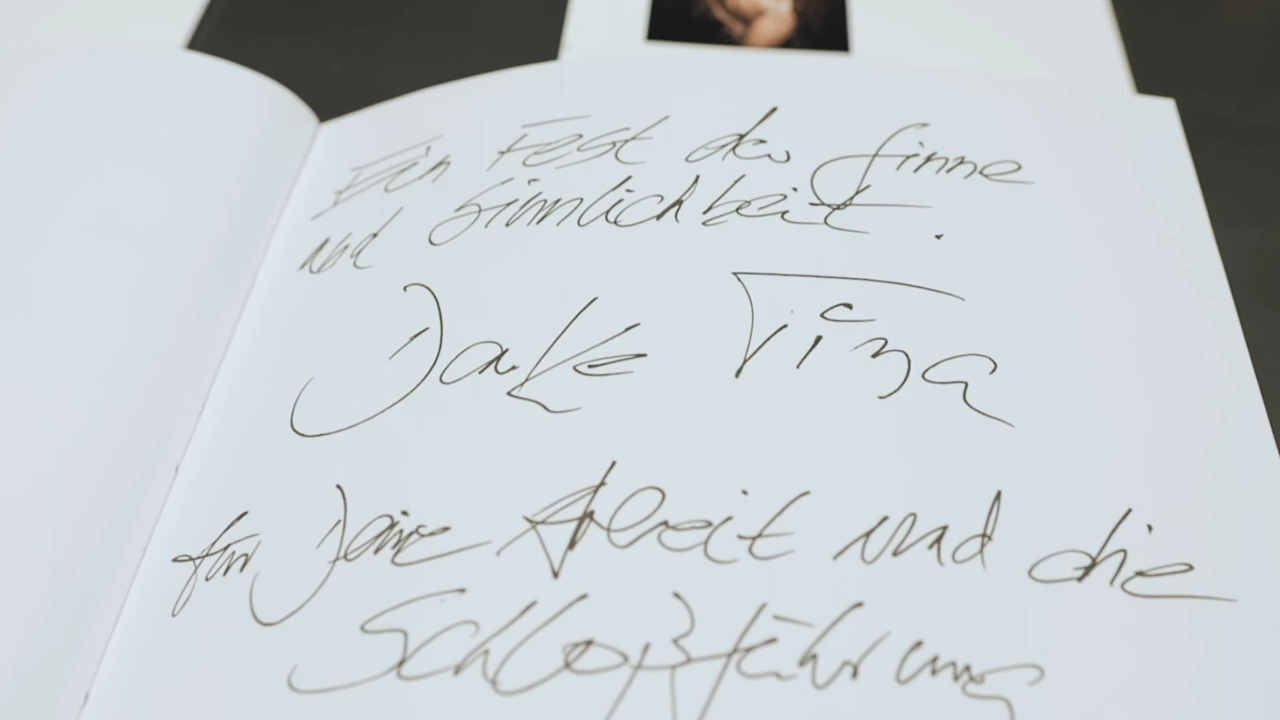 Ein Fest der Sinne
und Sinnlichkeit.
Danke Tina
für Deine Arbeit und die
Schloßführung